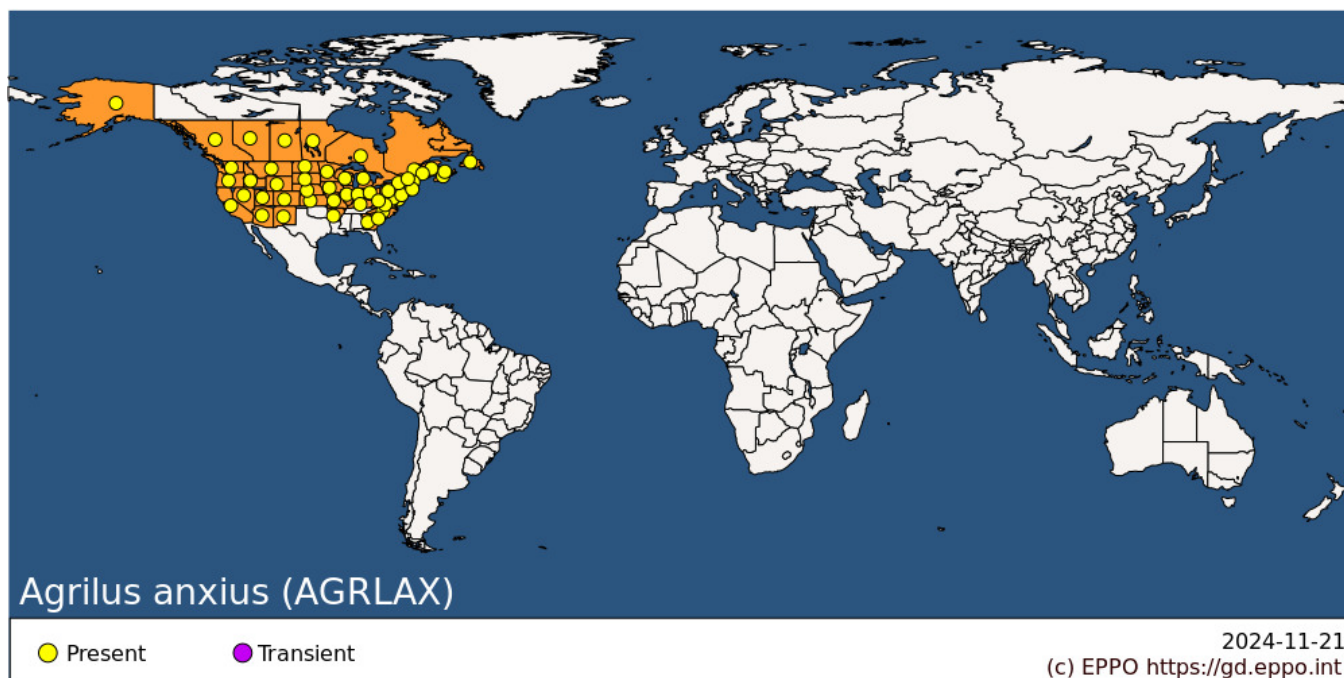 Agrilus anxius (AGRLAX)
Present
Transient
2024-11-21
(c) EPPO https://gd.eppo.int